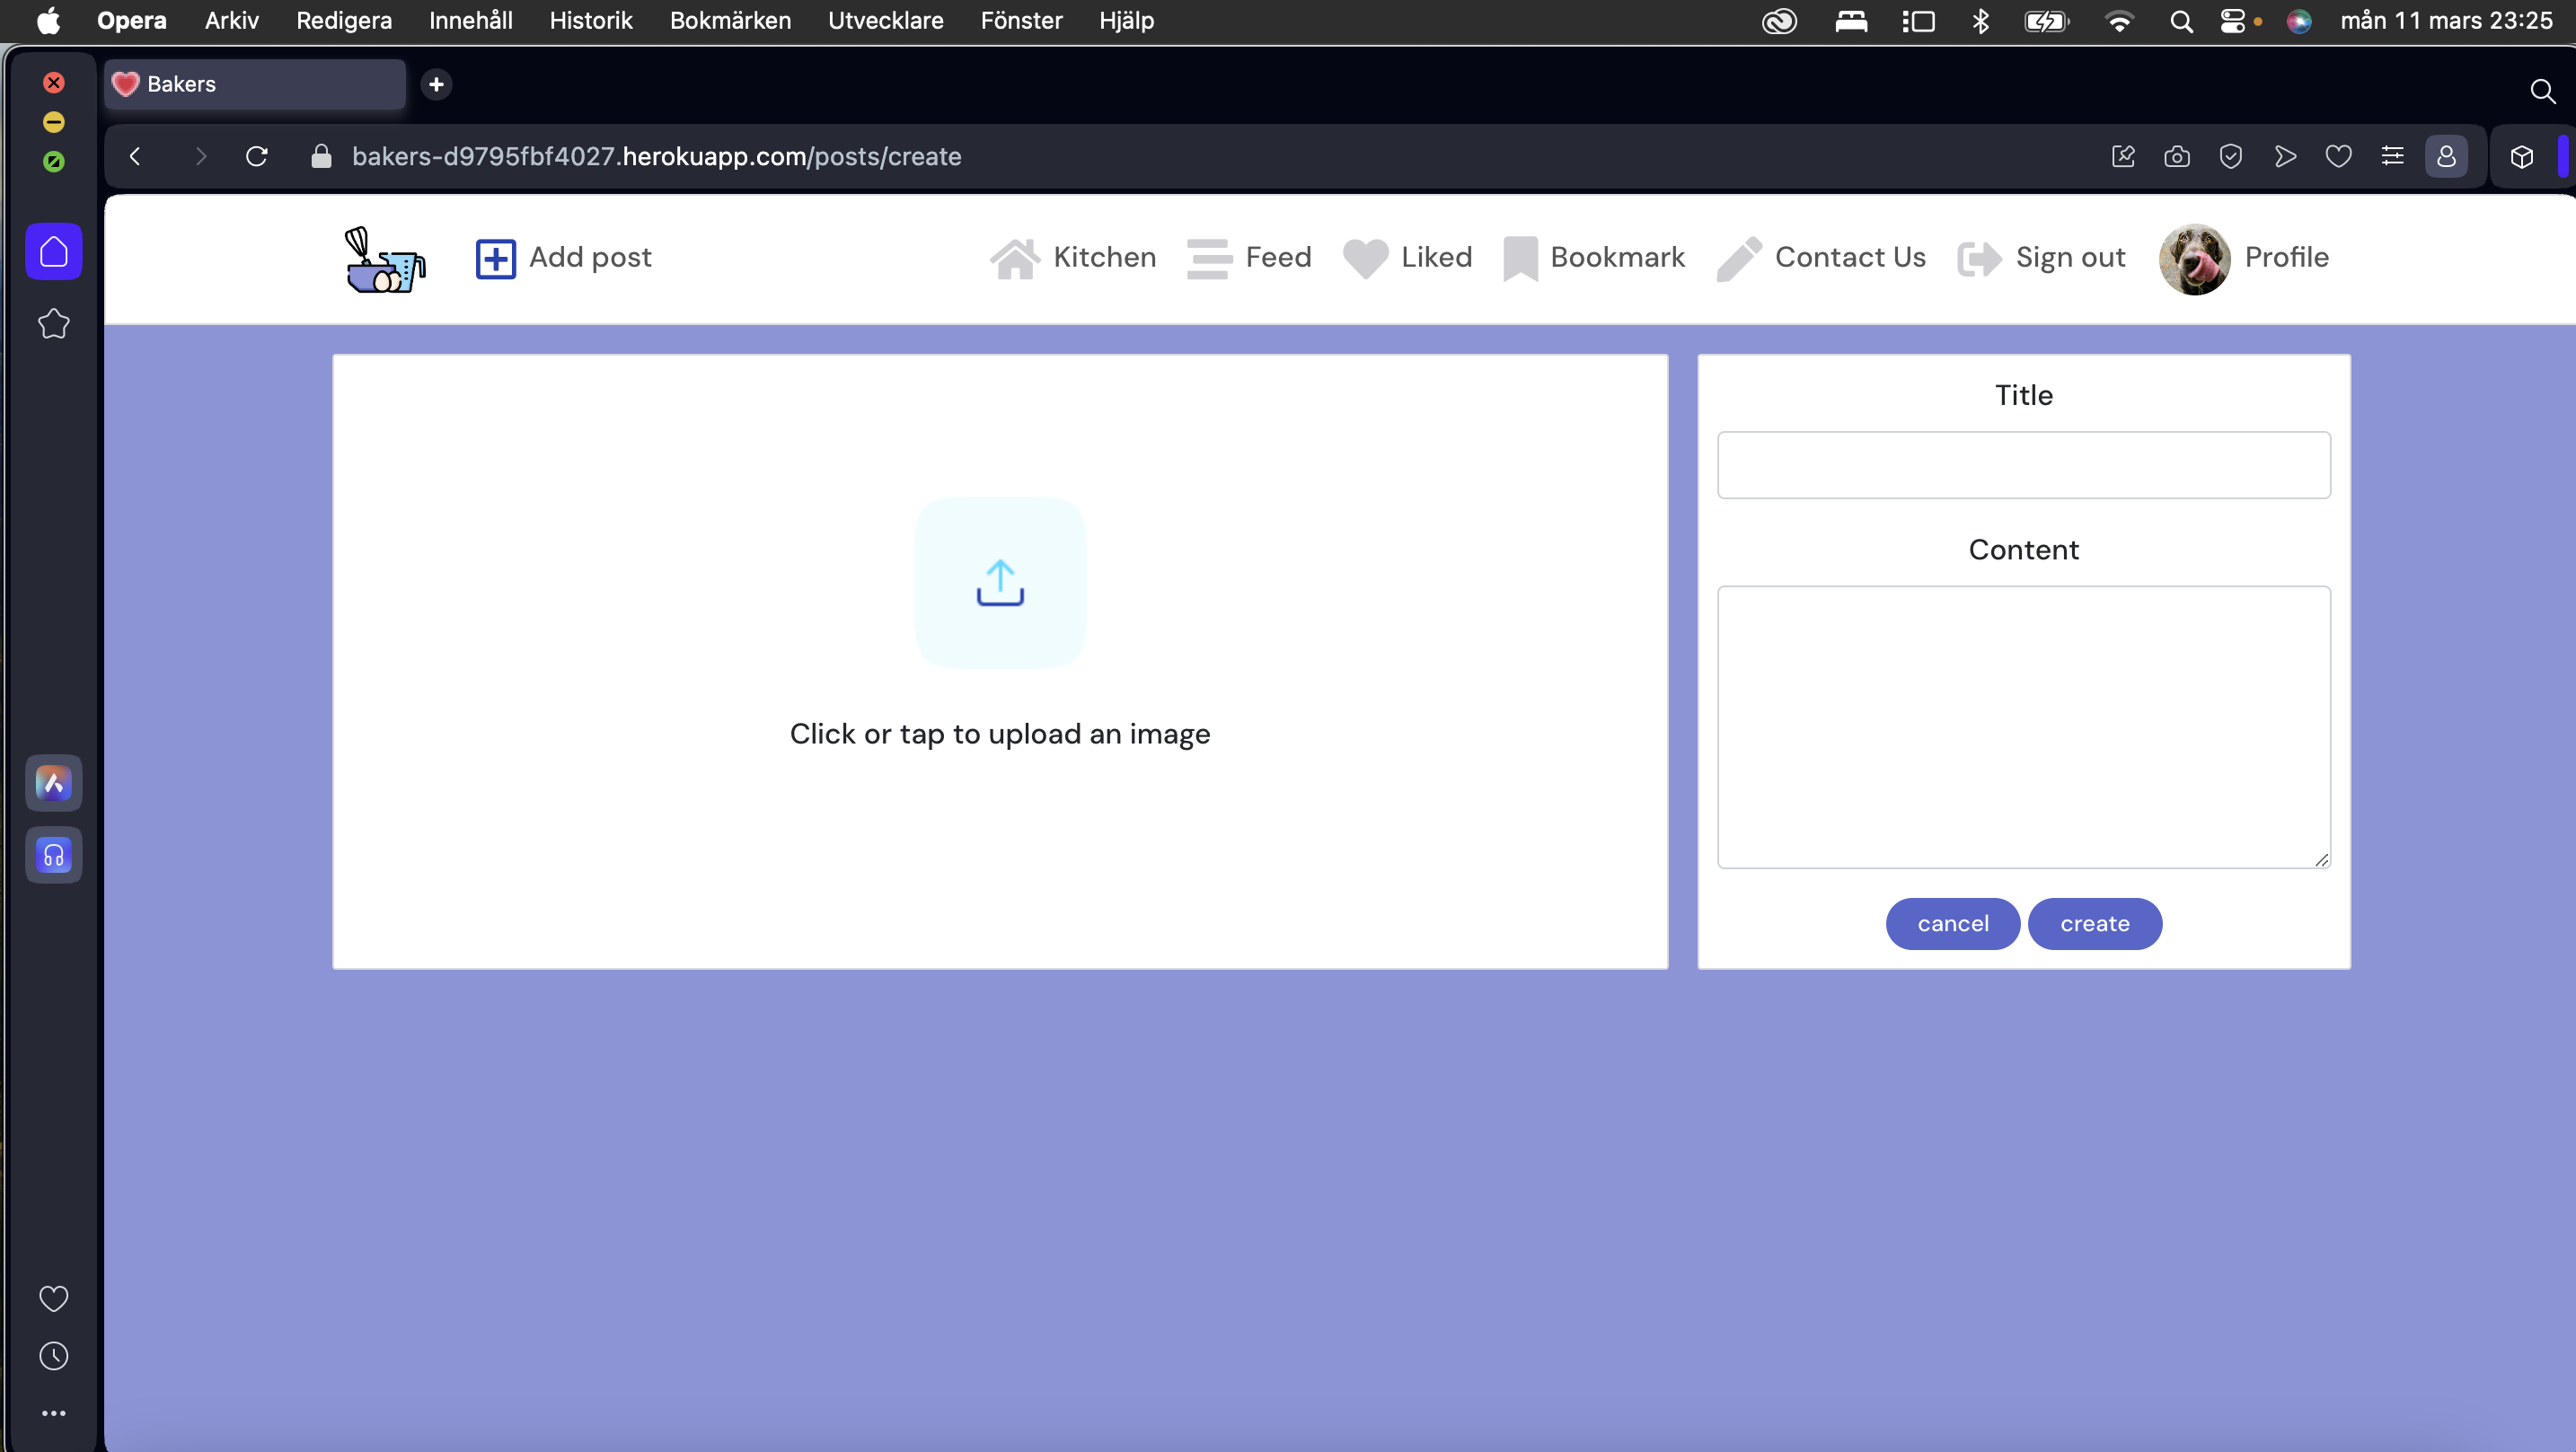 Opera Arkiv Redigera Innehåll Historik Bokmärken Utvecklare Fönster Hjälp mån 11 mars 23:25
Bakers
bakers-d9795fbf4027.herokuapp.com/posts/create
Add post Kitchen Feed Liked Bookmark Contact Us Sign out Profile
Click or tap to upload an image
Title
Content
cancel create